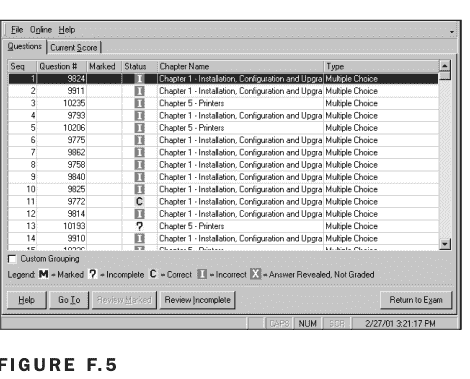 File Online Help
Questions Current Score
Seq Question # Marked Status Chapter Name Type
1 9824 I Chapter 1 - Installation, Configuration and Upgra Multiple Choice
2 9911 I Chapter 1 - Installation, Configuration and Upgra Multiple Choice
3 10235 I Chapter 5 - Printers Multiple Choice
4 9793 I Chapter 1 - Installation, Configuration and Upgra Multiple Choice
5 10206 I Chapter 5 - Printers Multiple Choice
6 9775 I Chapter 1 - Installation, Configuration and Upgra Multiple Choice
7 9862 I Chapter 1 - Installation, Configuration and Upgra Multiple Choice
8 9758 I Chapter 1 - Installation, Configuration and Upgra Multiple Choice
9 9840 I Chapter 1 - Installation, Configuration and Upgra Multiple Choice
10 9825 I Chapter 1 - Installation, Configuration and Upgra Multiple Choice
11 9772 C Chapter 1 - Installation, Configuration and Upgra Multiple Choice
12 9814 I Chapter 1 - Installation, Configuration and Upgra Multiple Choice
13 10193 ? Chapter 5 - Printers Multiple Choice
14 9910 I Chapter 1 - Installation, Configuration and Upgra Multiple Choice
15 Chapter 5 - Printers Multiple Choice
Custom Grouping
Legend: M = Marked ? = Incomplete C = Correct I = Incorrect X = Answer Revealed, Not Graded
Help Go To Review Marked Review Incomplete Return to Exam
CAPS NUM SCR 2/27/01 3:21:17 PM
FIGURE F.5